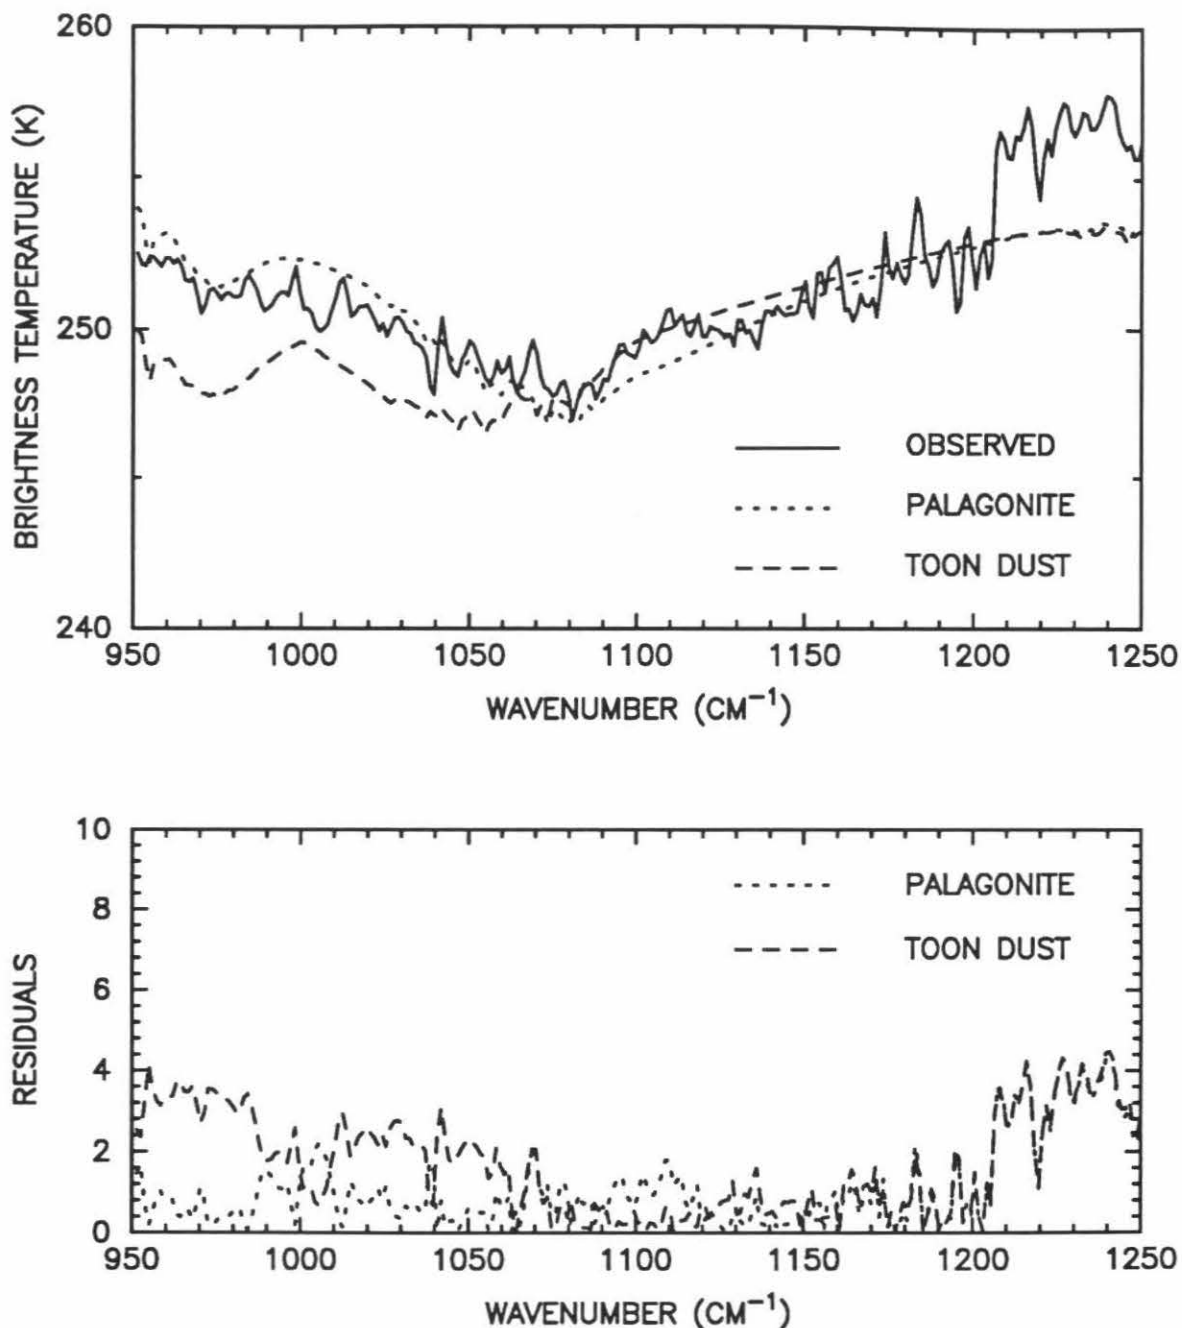 260
250
240
BRIGHTNESS TEMPERATURE (K)
OBSERVED
PALAGONITE
TOON DUST
950 1000 1050 1100 1150 1200 1250
WAVENUMBER (CM⁻¹)
10
8
6
4
2
0
RESIDUALS
PALAGONITE
TOON DUST
950 1000 1050 1100 1150 1200 1250
WAVENUMBER (CM⁻¹)